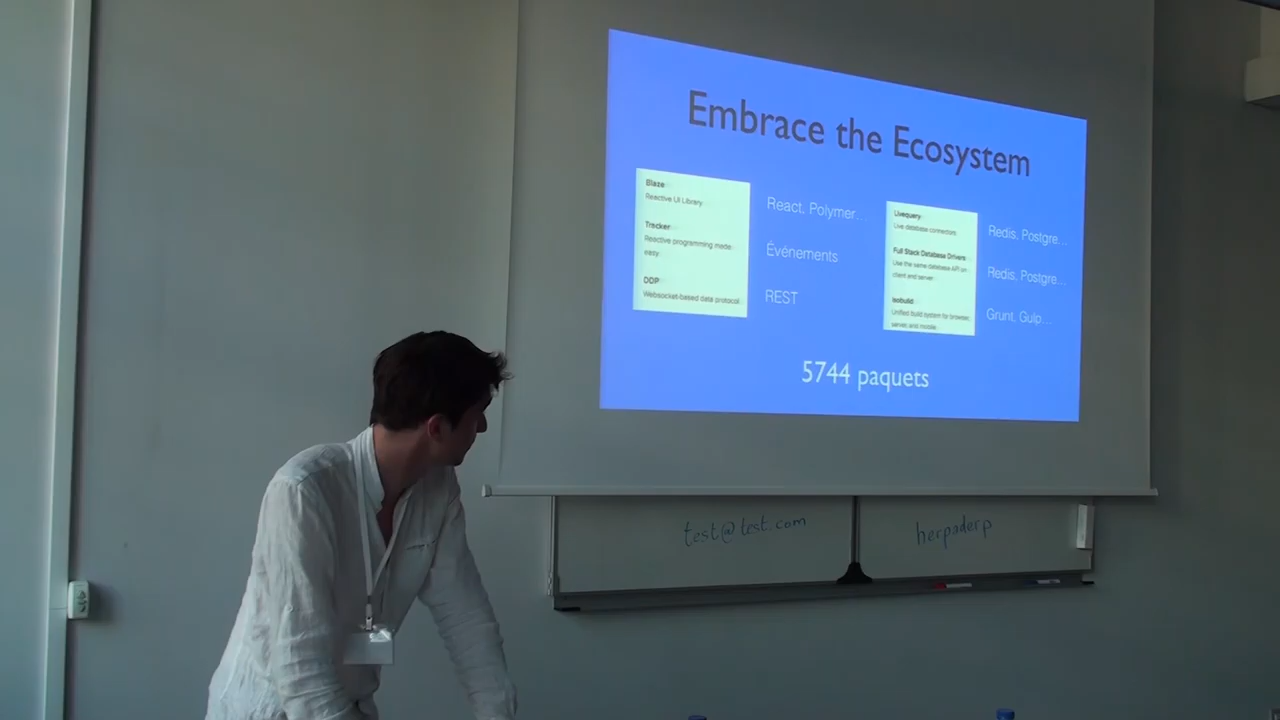 Embrace the Ecosystem
Blaze
Reactive UI Library
Tracker
Reactive programming made
easy
DDP
Websocket-based data protocol
React, Polymer...
Événements
REST
Livequery
Live database connectors
Full Stack Database Drivers
Use the same database API on
client and server
Isobuild
Unified build system for browser,
server and mobile
Redis, Postgre...
Redis, Postgre...
Grunt, Gulp...
5744 paquets
test@test.com
herpaderp